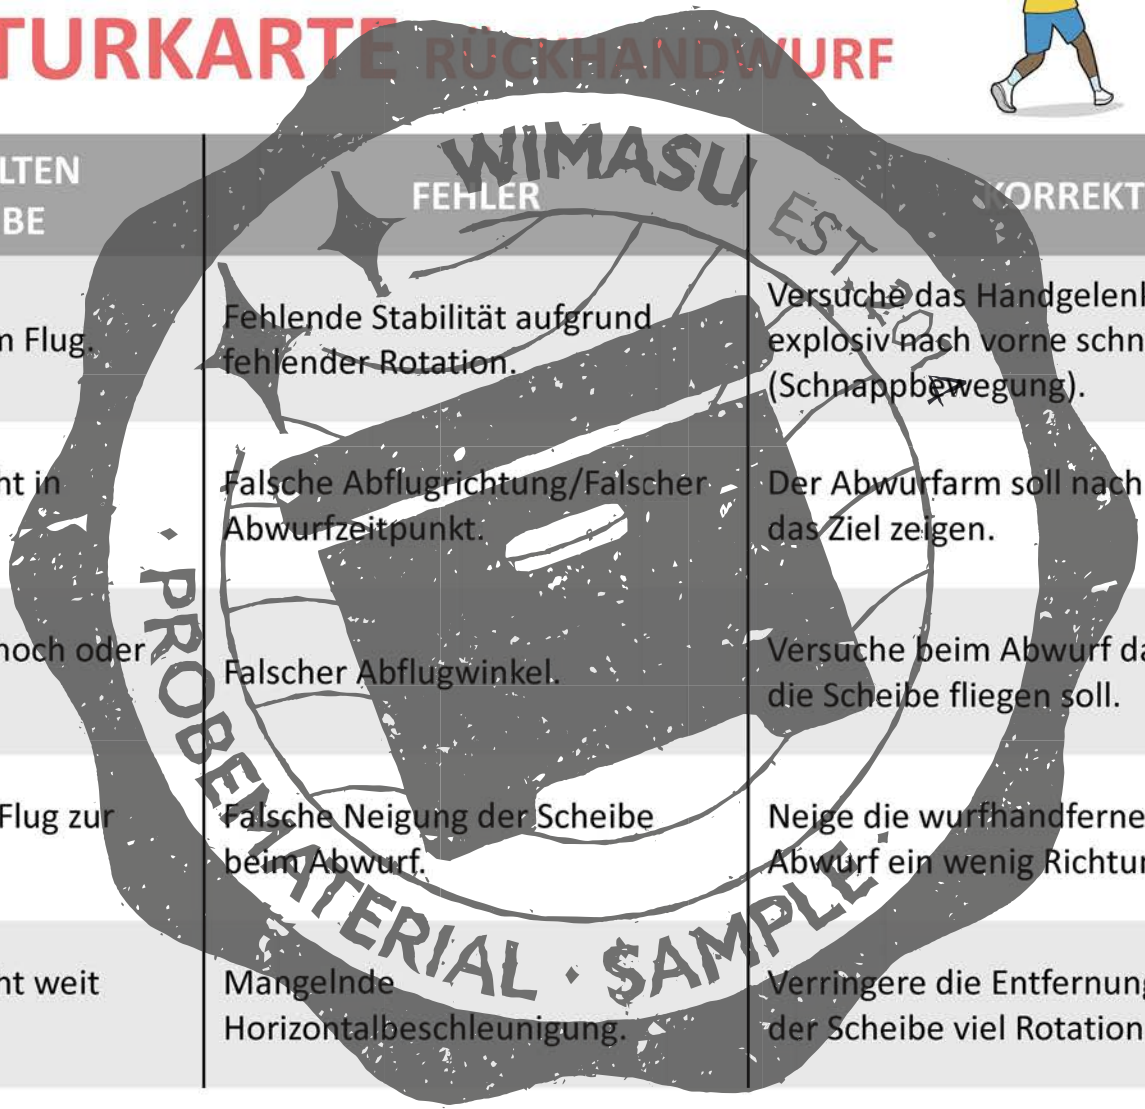 TURKARTE RÜCKHANDWURF
LTEN
BE
FEHLER
KORREKT
n Flug.
Fehlende Stabilität aufgrund
fehlender Rotation.
Versuche das Handgelenk
explosiv nach vorne schn
(Schnappbewegung).
ht in
Falsche Abflugrichtung/Falscher
Abwurfzeitpunkt.
Der Abwurfarm soll nach
das Ziel zeigen.
hoch oder
Falscher Abflugwinkel.
Versuche beim Abwurf da
die Scheibe fliegen soll.
Flug zur
Falsche Neigung der Scheibe
beim Abwurf.
Neige die wurfhandferne
Abwurf ein wenig Richtun
ht weit
Mangelnde
Horizontalbeschleunigung.
Verringere die Entfernung
der Scheibe viel Rotation
WIMASU EST.
PROBEMATERIAL · SAMPLE ·